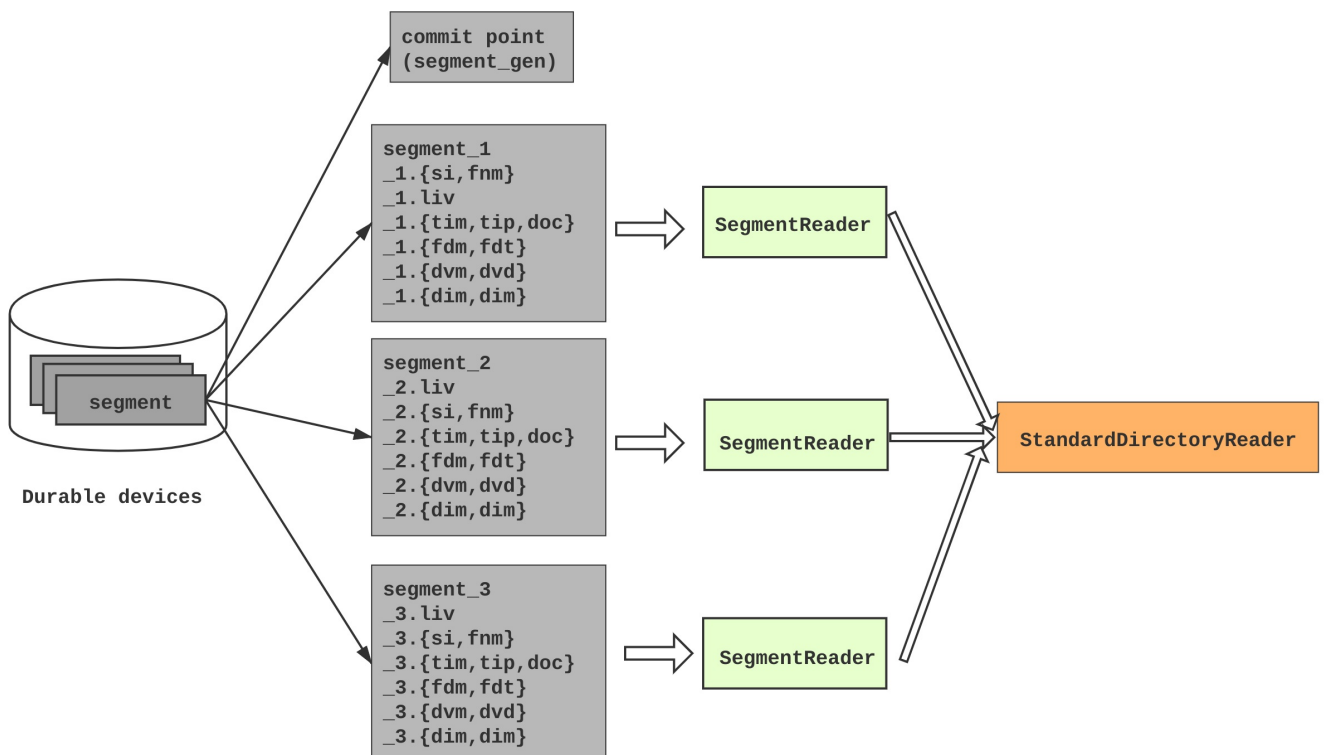 commit point
(segment_gen)
segment_1
_1.{si,fnm}
_1.liv
_1.{tim,tip,doc}
_1.{fdm,fdt}
_1.{dvm,dvd}
_1.{dim,dim}
SegmentReader
segment_2
_2.liv
_2.{si,fnm}
_2.{tim,tip,doc}
_2.{fdm,fdt}
_2.{dvm,dvd}
_2.{dim,dim}
SegmentReader
StandardDirectoryReader
segment
Durable devices
segment_3
_3.liv
_3.{si,fnm}
_3.{tim,tip,doc}
_3.{fdm,fdt}
_3.{dvm,dvd}
_3.{dim,dim}
SegmentReader